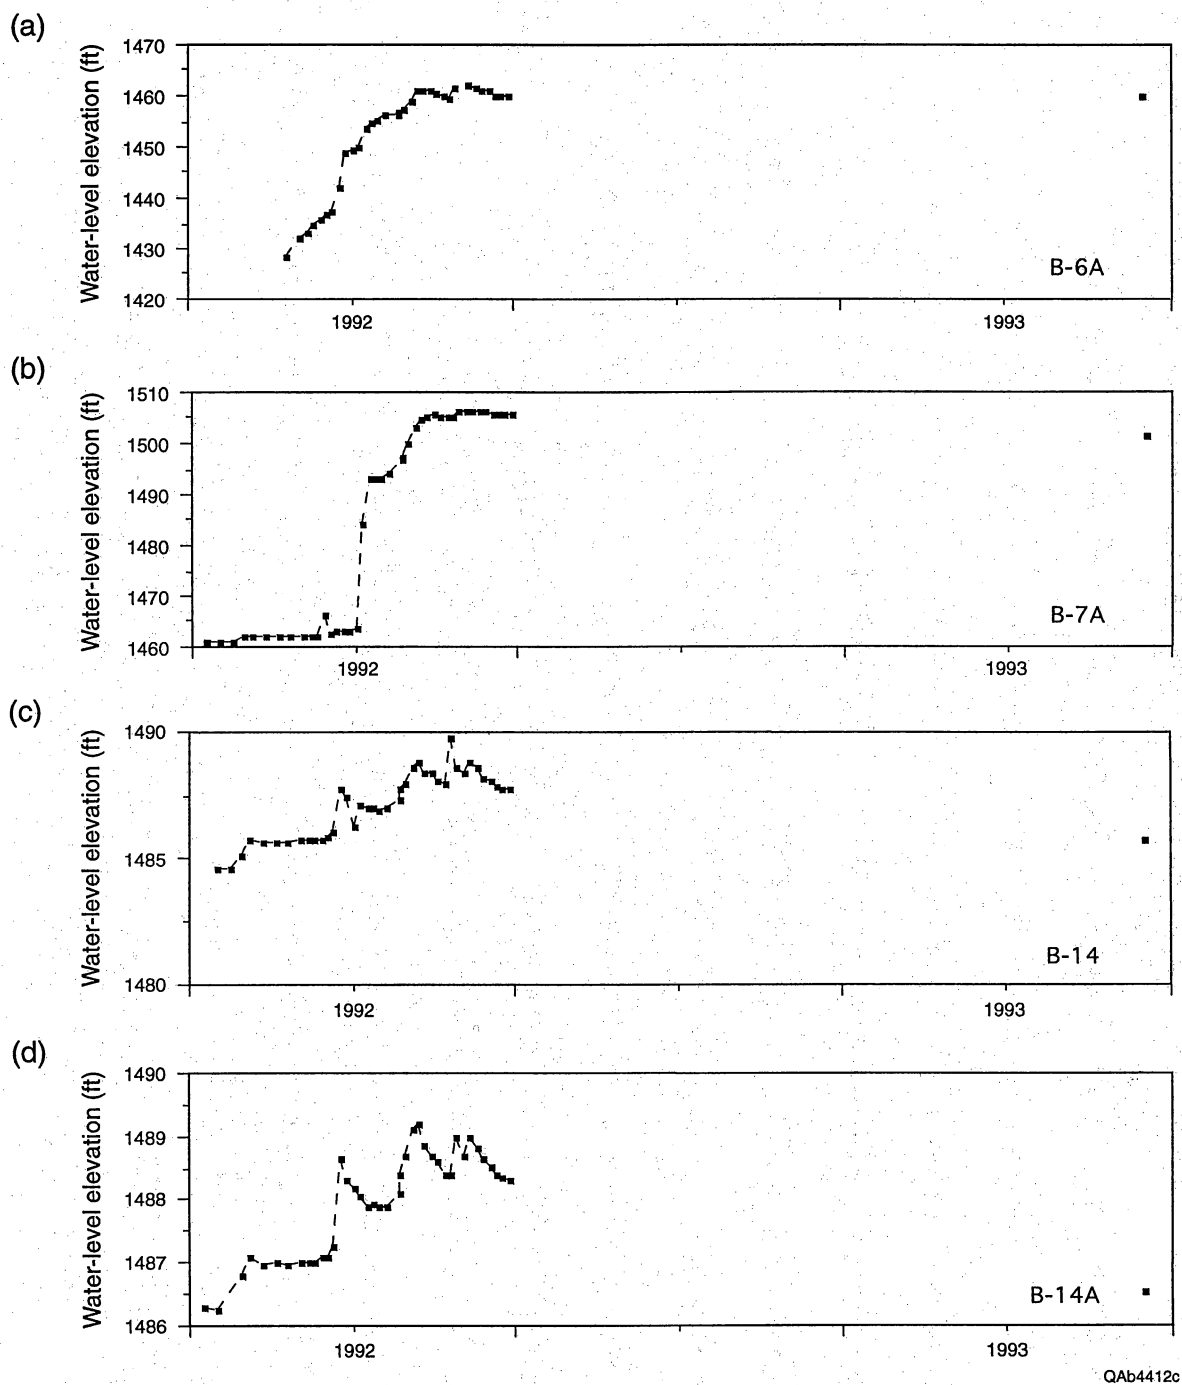 (a)
Water-level elevation (ft)
1470
1460
1450
1440
1430
1420
B-6A
1992
1993
(b)
Water-level elevation (ft)
1510
1500
1490
1480
1470
1460
B-7A
1992
1993
(c)
Water-level elevation (ft)
1490
1485
1480
B-14
1992
1993
(d)
Water-level elevation (ft)
1490
1489
1488
1487
1486
B-14A
1992
1993
QAb4412c